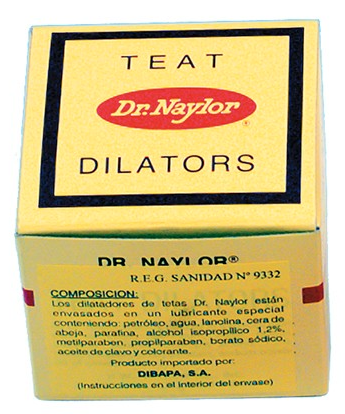 TEAT
Dr. Naylor®
DILATORS
DR. NAYLOR®
R.E.G. SANIDAD Nº 9332
COMPOSICION:
Los dilatadores de tetas Dr. Naylor están
envasados en un lubricante especial
conteniendo: petróleo, agua, lanolina, cera de
abeja, parafina, alcohol isopropílico 1,2%,
metilparaben, propilparaben, borato sódico,
aceite de clavo y colorante.
Producto importado por:
DIBAPA, S.A.
(Instrucciones en el interior del envase)